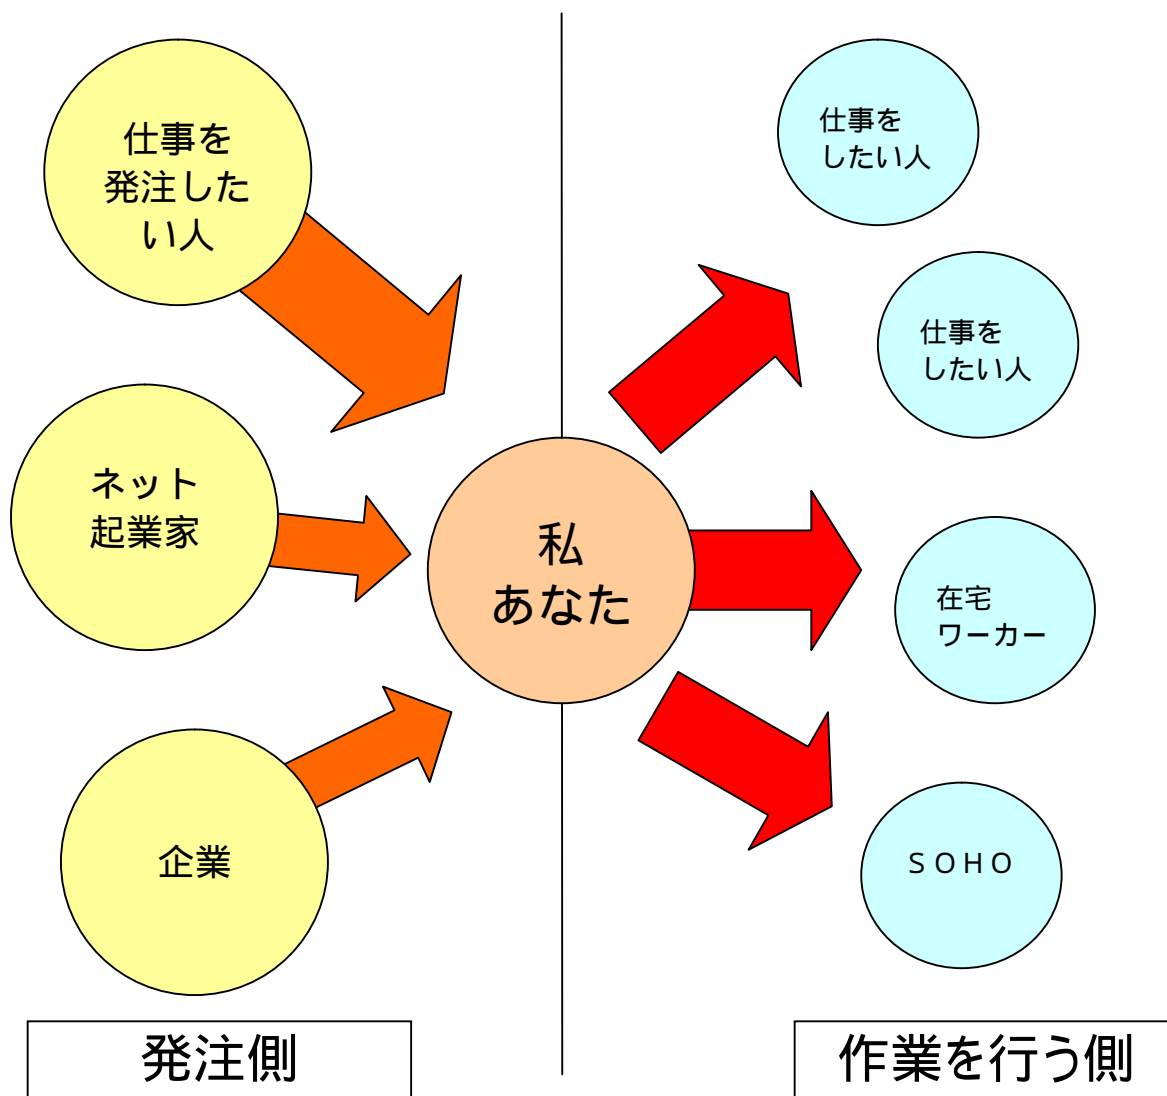 仕事を
発注した
い人
ネット
起業家
企業
発注側
私
あなた
仕事を
したい人
仕事を
したい人
在宅
ワーカー
ＳＯＨＯ
作業を行う側